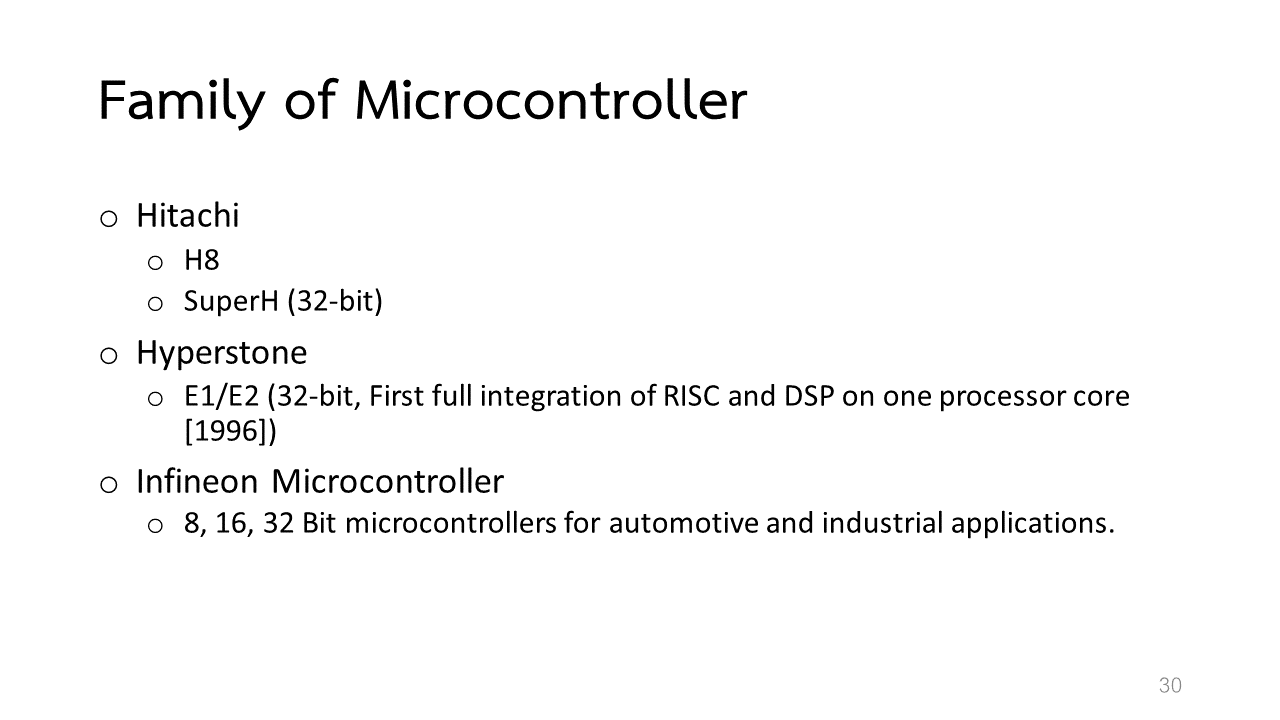 Family of Microcontroller
o Hitachi
o H8
o SuperH (32-bit)
o Hyperstone
o E1/E2 (32-bit, First full integration of RISC and DSP on one processor core
[1996])
o Infineon Microcontroller
o 8, 16, 32 Bit microcontrollers for automotive and industrial applications.
30